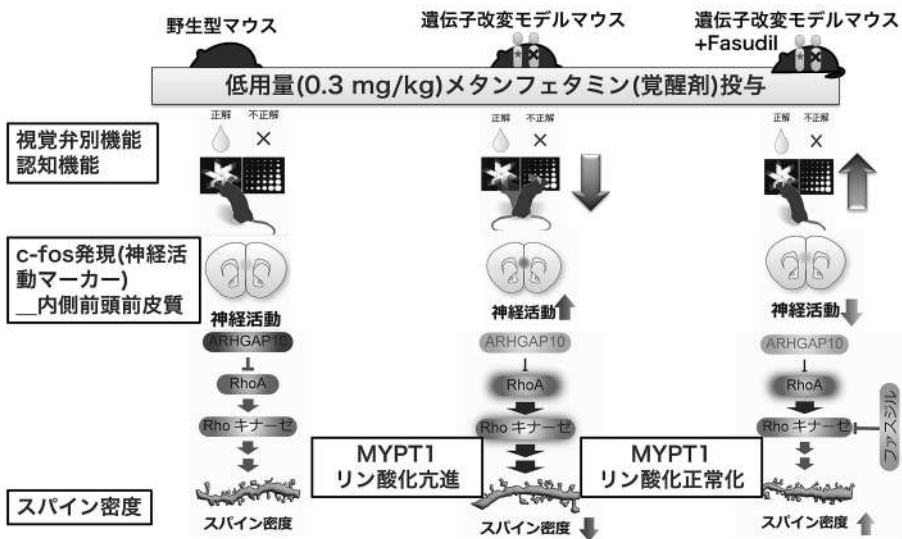 野生型マウス
遺伝子改変モデルマウス
遺伝子改変モデルマウス
+Fasudil
低用量(0.3 mg/kg)メタンフェタミン(覚醒剤)投与
視覚弁別機能
認知機能
正解 不正解
正解 不正解
正解 不正解
c-fos発現(神経活
動マーカー)
__内側前頭前皮質
神経活動
神経活動
神経活動
ARHGAP10
ARHGAP10
ARHGAP10
RhoA
RhoA
RhoA
Rho キナーゼ
Rho キナーゼ
Rho キナーゼ
ファスジル
MYPT1
リン酸化亢進
MYPT1
リン酸化正常化
スパイン密度
スパイン密度
スパイン密度
スパイン密度